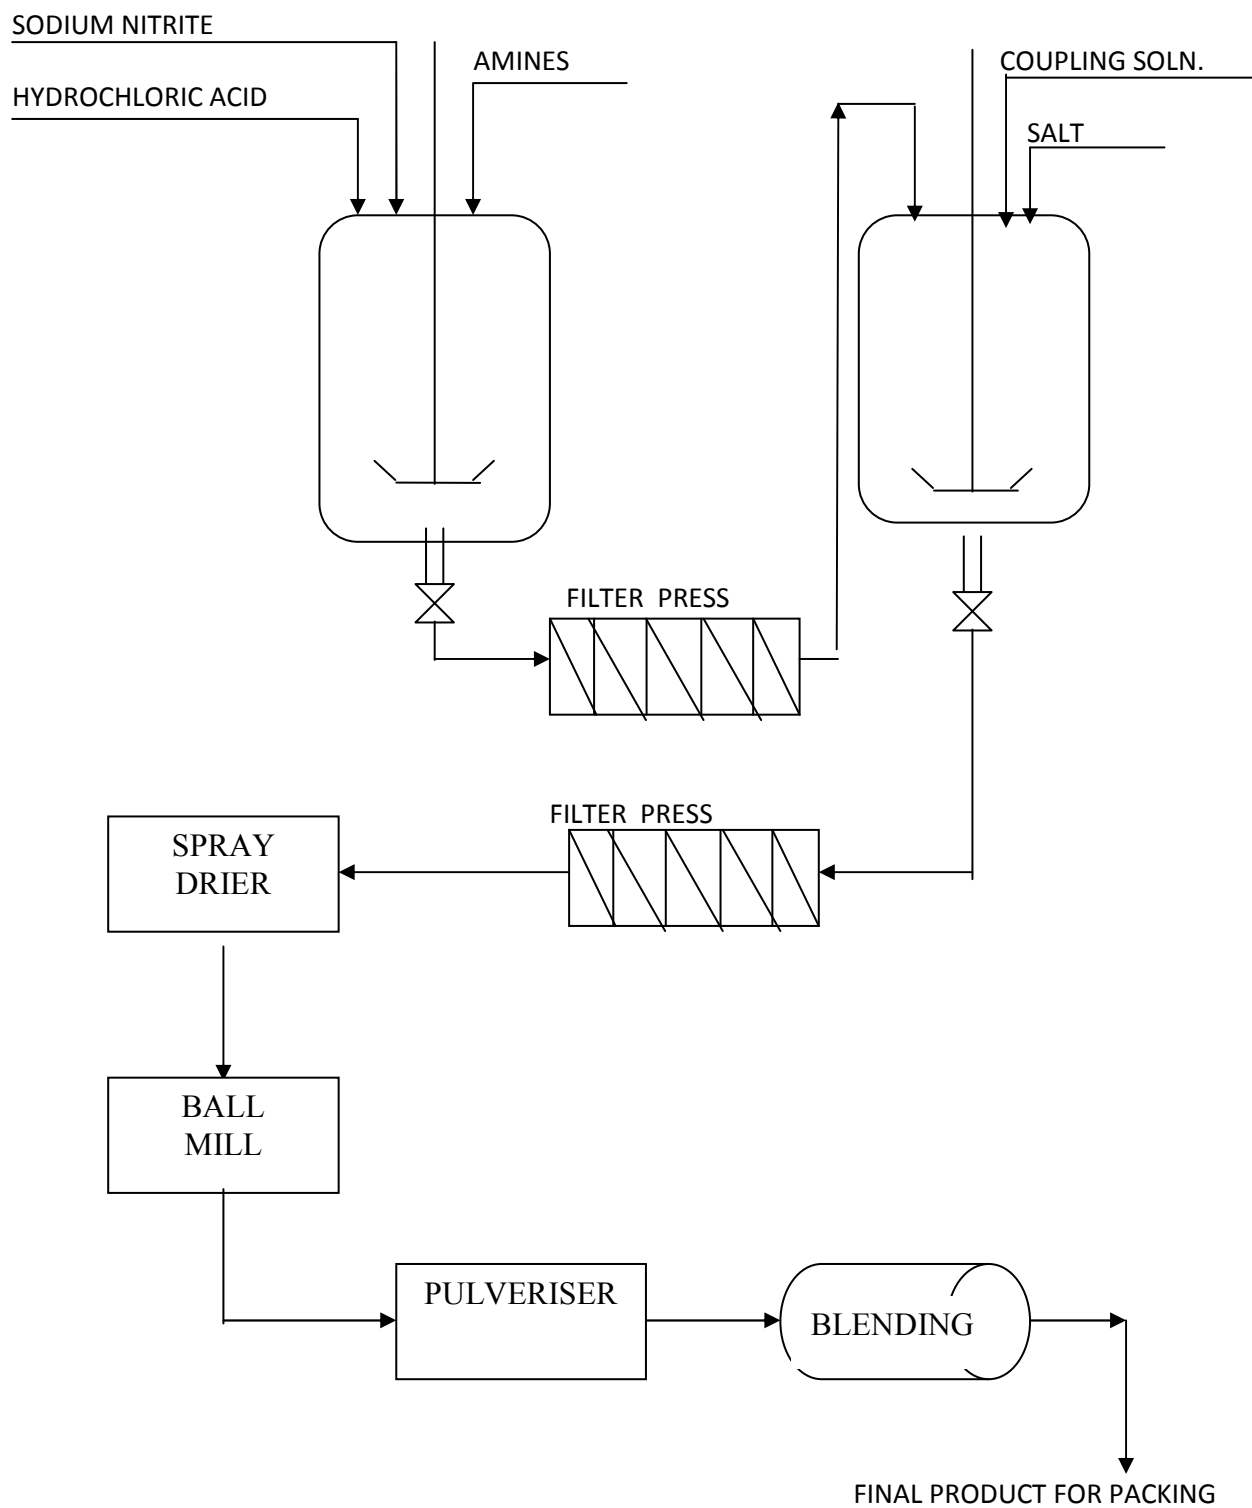 SODIUM NITRITE
AMINES
COUPLING SOLN.
HYDROCHLORIC ACID
SALT
FILTER PRESS
FILTER PRESS
SPRAY
DRIER
BALL
MILL
PULVERISER
BLENDING
FINAL PRODUCT FOR PACKING